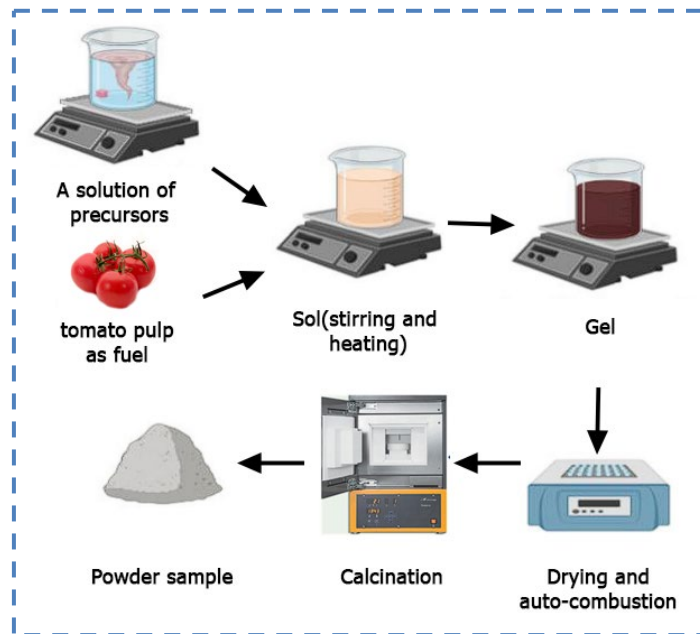 A solution of
precursors
tomato pulp
as fuel
Sol(stirring and
heating)
Gel
Powder sample
Calcination
Drying and
auto-combustion